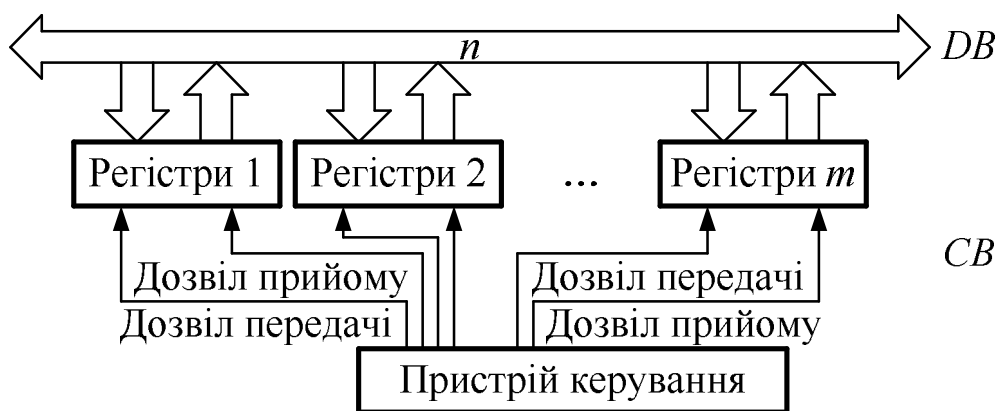 n
DB
Регістри 1
Регістри 2
...
Регістри m
CB
Дозвіл прийому
Дозвіл передачі
Дозвіл передачі
Дозвіл прийому
Пристрій керування